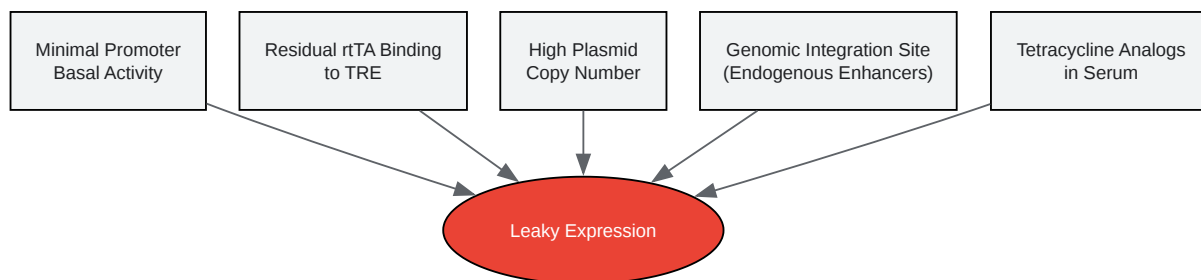 Minimal Promoter
Basal Activity
Residual rtTA Binding
to TRE
High Plasmid
Copy Number
Genomic Integration Site
(Endogenous Enhancers)
Tetracycline Analogs
in Serum
Leaky Expression